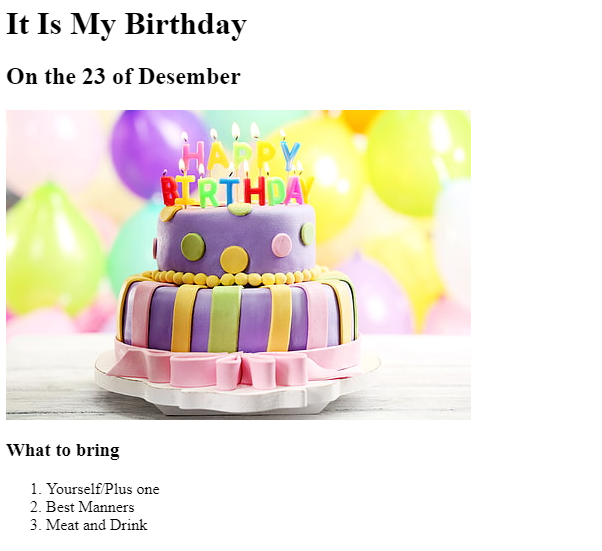 It Is My Birthday
On the 23 of Desember
HAPPY
BIRTHDAY
What to bring
1. Yourself/Plus one
2. Best Manners
3. Meat and Drink